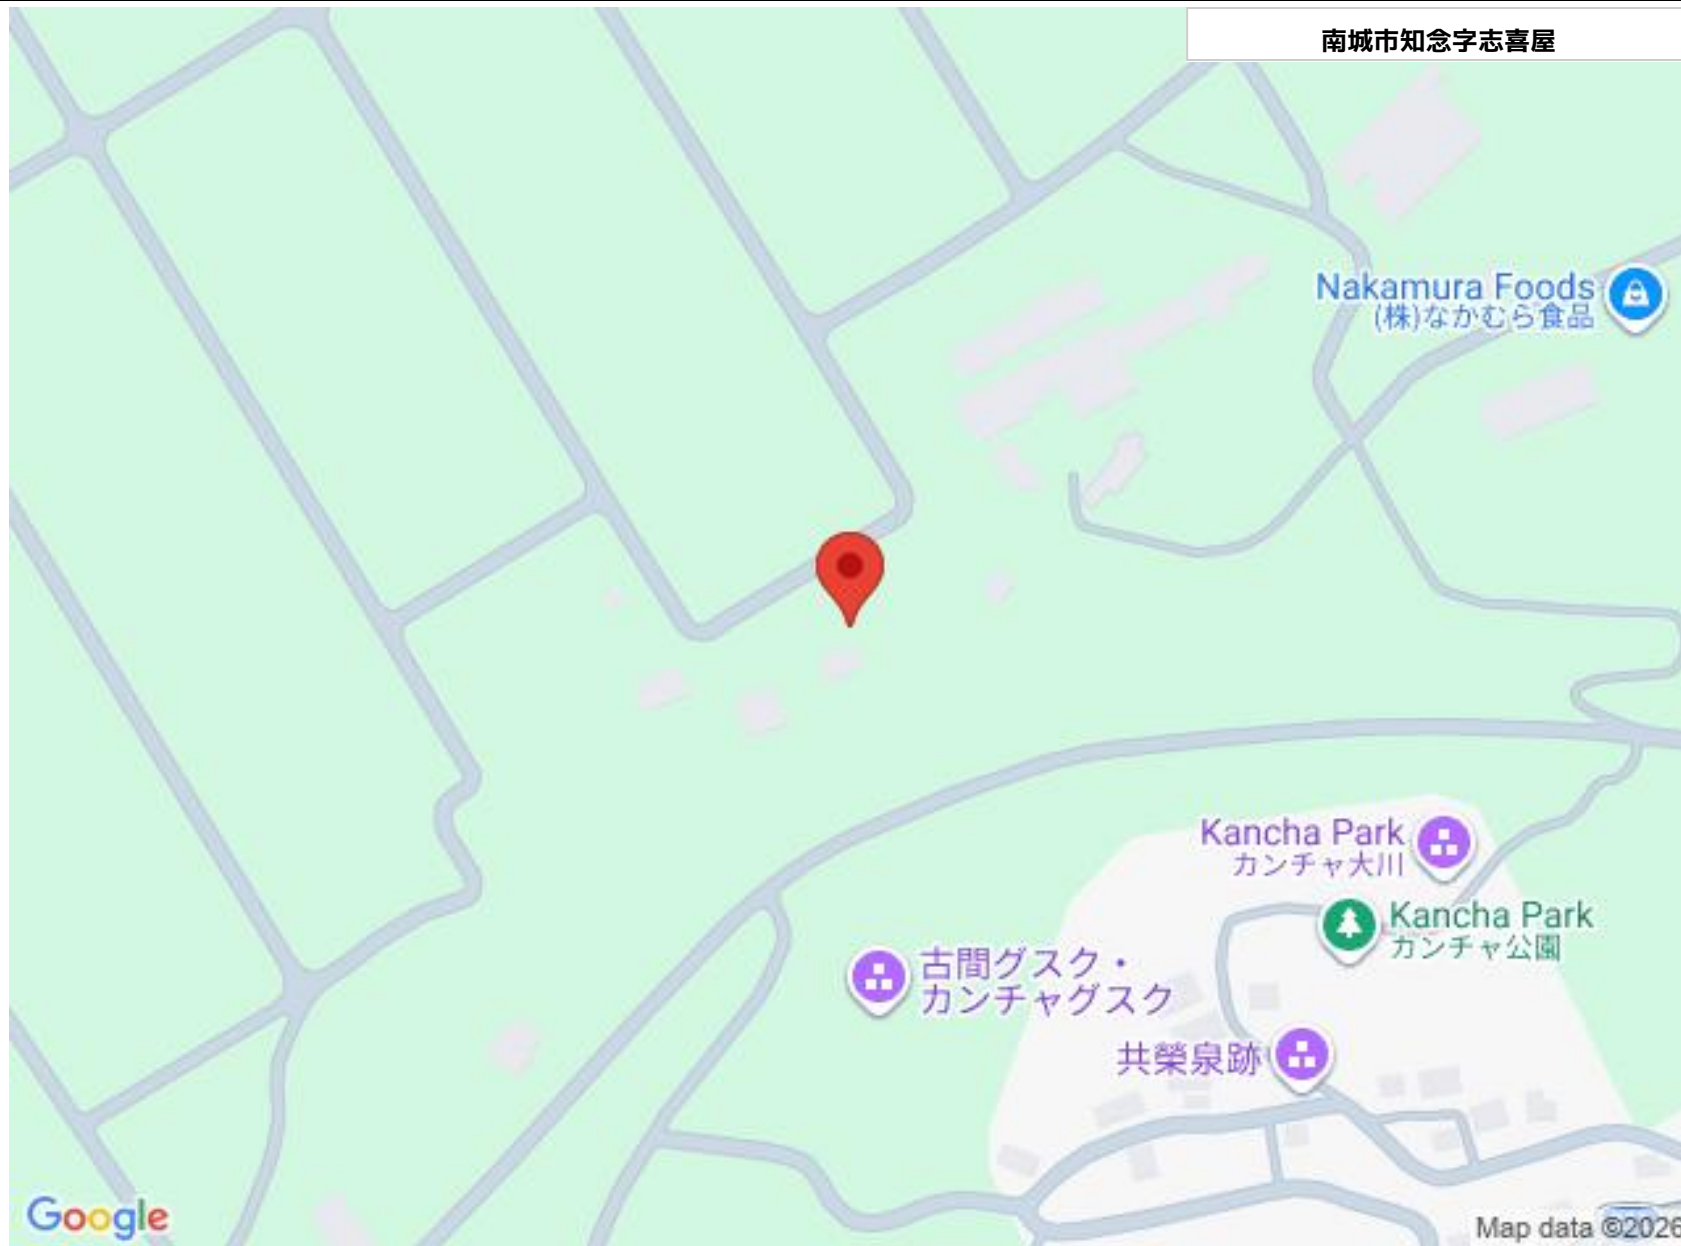 南城市知念字志喜屋
Nakamura Foods
(株)なかむら食品
Kancha Park
カンチャ大川
Kancha Park
カンチャ公園
古間グスク・
カンチャグスク
共榮泉跡
Google
Map data ©2026